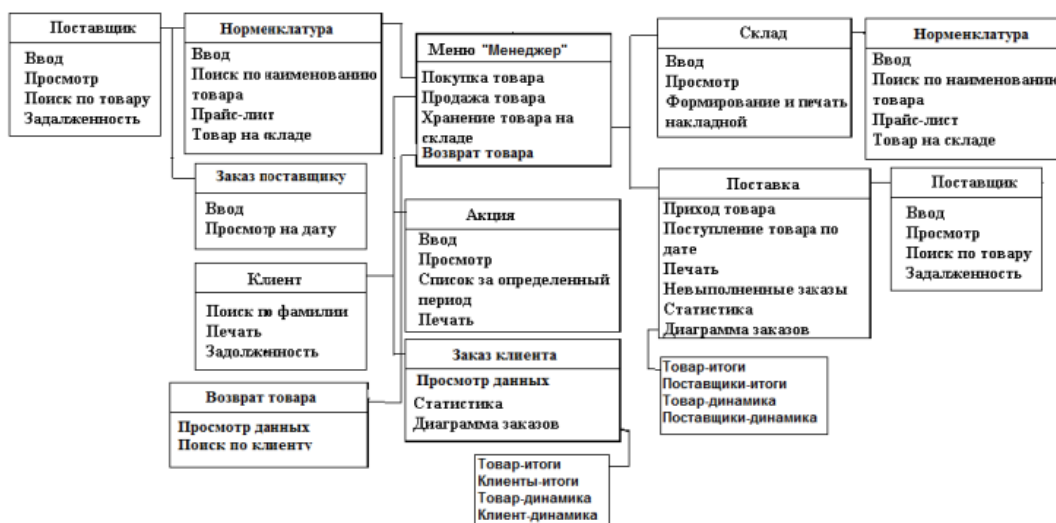 Поставщик
Ввод
Просмотр
Поиск по товару
Задалженность
Норменклатура
Ввод
Поиск по наименованию
товара
Прайс-лист
Товар на складе
Заказ поставщику
Ввод
Просмотр на дату
Клиент
Поиск по фамилии
Печать
Задолженность
Возврат товара
Просмотр данных
Поиск по клиенту
Меню "Менеджер"
Покупка товара
Продажа товара
Хранение товара на
складе
Возврат товара
Акция
Ввод
Просмотр
Список за определенный
период
Печать
Заказ клиента
Просмотр данных
Статистика
Диаграмма заказов
Товар-итоги
Клиенты-итоги
Товар-динамика
Клиент-динамика
Склад
Ввод
Просмотр
Формирование и печать
накладной
Норменклатура
Ввод
Поиск по наименованию
товара
Прайс-лист
Товар на складе
Поставка
Приход товара
Поступление товара по
дате
Печать
Невыполненные заказы
Статистика
Диаграмма заказов
Товар-итоги
Поставщики-итоги
Товар-динамика
Поставщики-динамика
Поставщик
Ввод
Просмотр
Поиск по товару
Задалженность